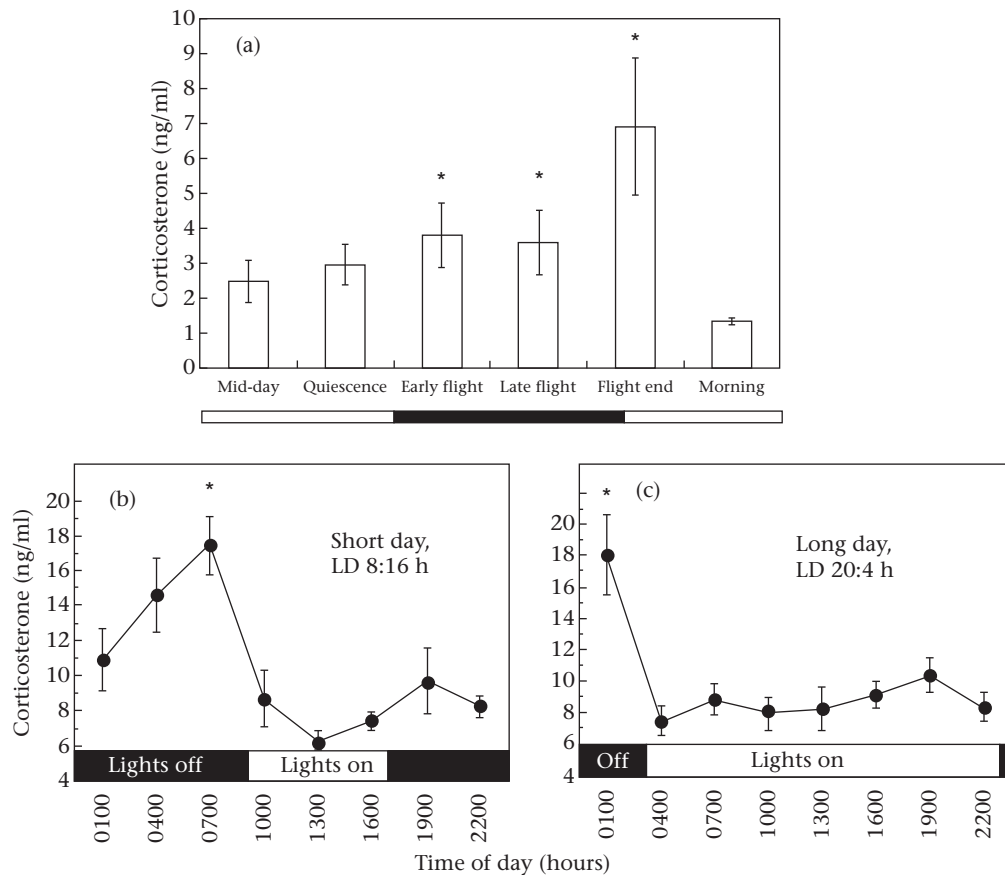 (a)
Corticosterone (ng/ml)
10
9
8
7
6
5
4
3
2
1
0
*
*
*
Mid-day Quiescence Early flight Late flight Flight end Morning
(b)
Corticosterone (ng/ml)
20
18
16
14
12
10
8
6
4
*
Short day,
LD 8:16 h
Lights off Lights on
0100 0400 0700 1000 1300 1600 1900 2200
(c)
20
18
16
14
12
10
8
6
4
*
Long day,
LD 20:4 h
Off Lights on
0100 0400 0700 1000 1300 1600 1900 2200
Time of day (hours)